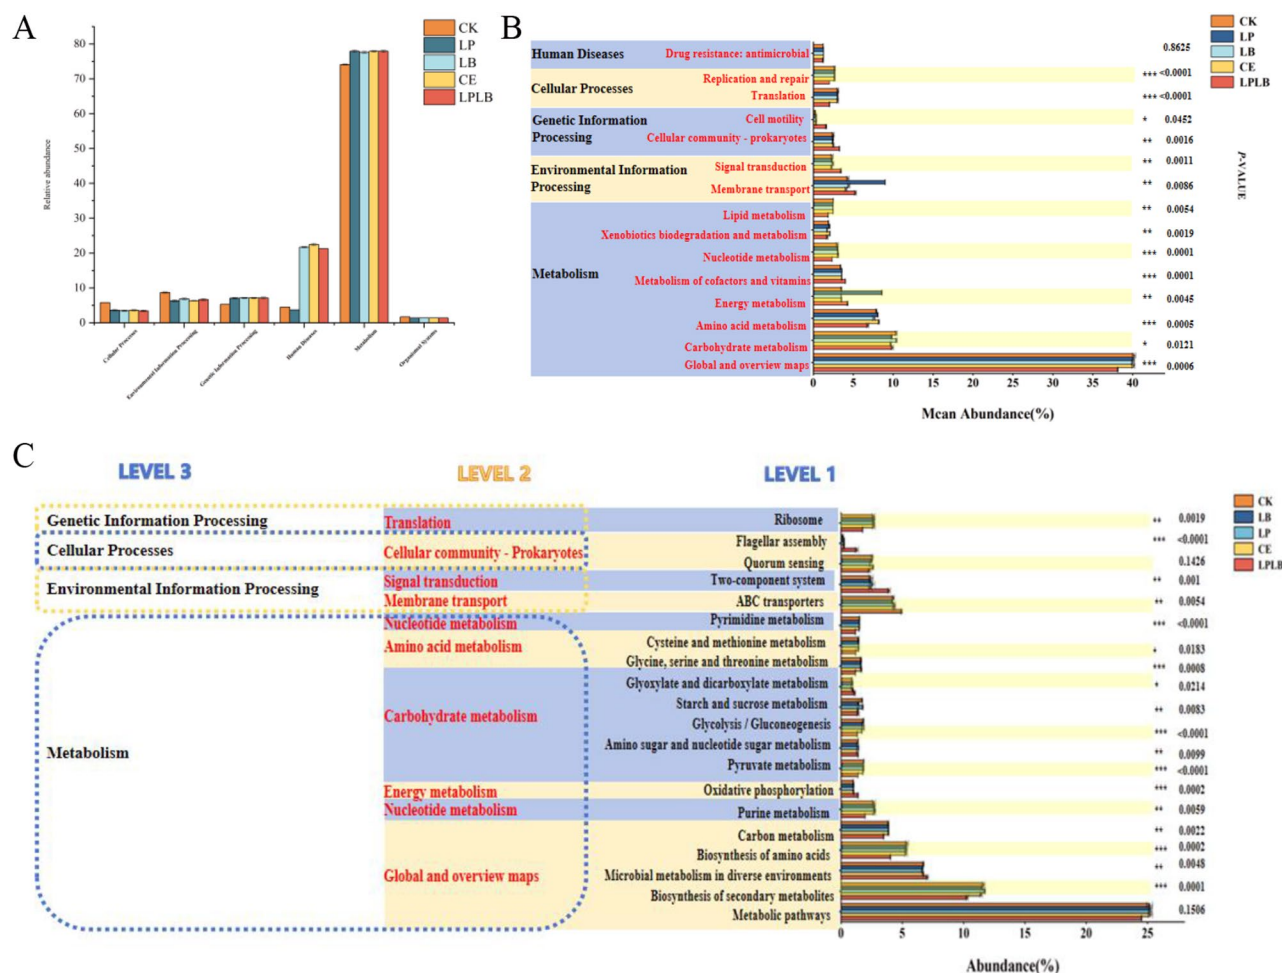 A
CK
LP
LB
CE
LPLB
Relative abundance
80
70
60
50
40
30
20
10
0
Cellular Processes
Environmental Information Processing
Genetic Information Processing
Human Diseases
Metabolism
Organismal Systems
B
CK
LP
LB
CE
LPLB
P-VALUE
Human Diseases
Drug resistance: antimicrobial
0.8625
Cellular Processes
Replication and repair
*** <0.0001
Translation
*** <0.0001
Genetic Information
Processing
Cell motility
* 0.0452
Cellular community - prokaryotes
** 0.0016
Environmental Information
Processing
Signal transduction
** 0.0011
Membrane transport
** 0.0086
Metabolism
Lipid metabolism
** 0.0054
Xenobiotics biodegradation and metabolism
** 0.0019
Nucleotide metabolism
*** 0.0001
Metabolism of cofactors and vitamins
*** 0.0001
Energy metabolism
** 0.0045
Amino acid metabolism
*** 0.0005
Carbohydrate metabolism
* 0.0121
Global and overview maps
*** 0.0006
0 5 10 15 20 25 30 35 40
Mean Abundance(%)
C
LEVEL 3 LEVEL 2 LEVEL 1
CK
LB
LP
CE
LPLB
Genetic Information Processing
Translation
Ribosome
** 0.0019
Cellular Processes
Cellular community - Prokaryotes
Flagellar assembly
*** <0.0001
Quorum sensing
0.1426
Environmental Information Processing
Signal transduction
Two-component system
** 0.001
Membrane transport
ABC transporters
** 0.0054
Metabolism
Nucleotide metabolism
Pyrimidine metabolism
*** <0.0001
Amino acid metabolism
Cysteine and methionine metabolism
* 0.0183
Glycine, serine and threonine metabolism
*** 0.0008
Carbohydrate metabolism
Glyoxylate and dicarboxylate metabolism
* 0.0214
Starch and sucrose metabolism
** 0.0083
Glycolysis / Gluconeogenesis
*** <0.0001
Amino sugar and nucleotide sugar metabolism
** 0.0099
Pyruvate metabolism
*** <0.0001
Energy metabolism
Oxidative phosphorylation
*** 0.0002
Nucleotide metabolism
Purine metabolism
** 0.0059
Global and overview maps
Carbon metabolism
** 0.0022
Biosynthesis of amino acids
*** 0.0002
Microbial metabolism in diverse environments
** 0.0048
Biosynthesis of secondary metabolites
*** 0.0001
Metabolic pathways
0.1506
0 5 10 15 20 25
Abundance(%)